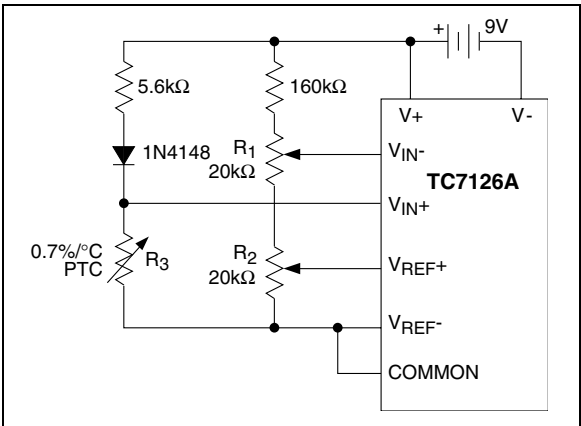 + 9V
5.6kΩ 160kΩ
V+ V-
1N4148 R1 VIN-
20kΩ TC7126A
VIN+
0.7%/°C R3 R2 VREF+
PTC 20kΩ
VREF-
COMMON